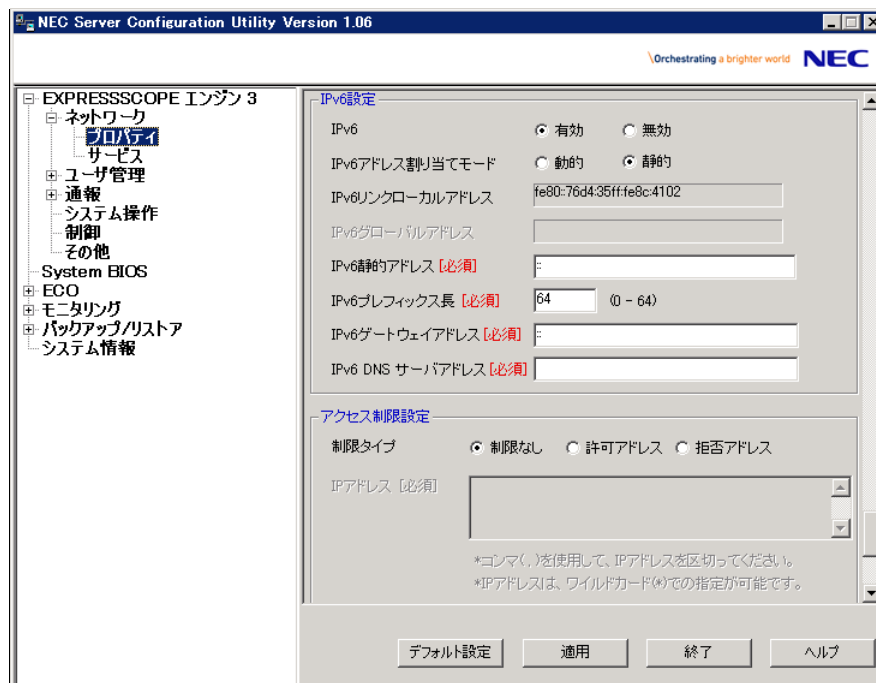 NEC Server Configuration Utility Version 1.06
\Orchestrating a brighter world NEC
EXPRESSSCOPE エンジン 3
ネットワーク
プロパティ
サービス
ユーザ管理
通報
システム操作
制御
その他
System BIOS
ECO
モニタリング
バックアップ/リストア
システム情報
IPv6設定
IPv6 有効 無効
IPv6アドレス割り当てモード 動的 静的
IPv6リンクローカルアドレス fe80::76d4:35ff:fe8c:4102
IPv6グローバルアドレス
IPv6静的アドレス [必須] ::
IPv6プレフィックス長 [必須] 64 (0 - 64)
IPv6ゲートウェイアドレス [必須] ::
IPv6 DNS サーバアドレス [必須]
アクセス制限設定
制限タイプ 制限なし 許可アドレス 拒否アドレス
IPアドレス [必須]
*コンマ(,)を使用して、IPアドレスを区切ってください。
*IPアドレスは、ワイルドカード(*)での指定が可能です。
デフォルト設定 適用 終了 ヘルプ